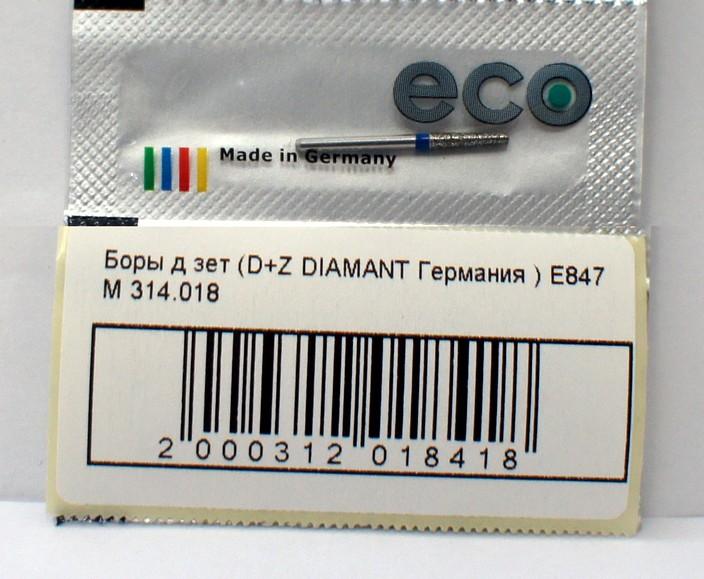 eco
Made in Germany
Боры д зет (D+Z DIAMANT Германия ) E847
M 314.018
2 000312 018418